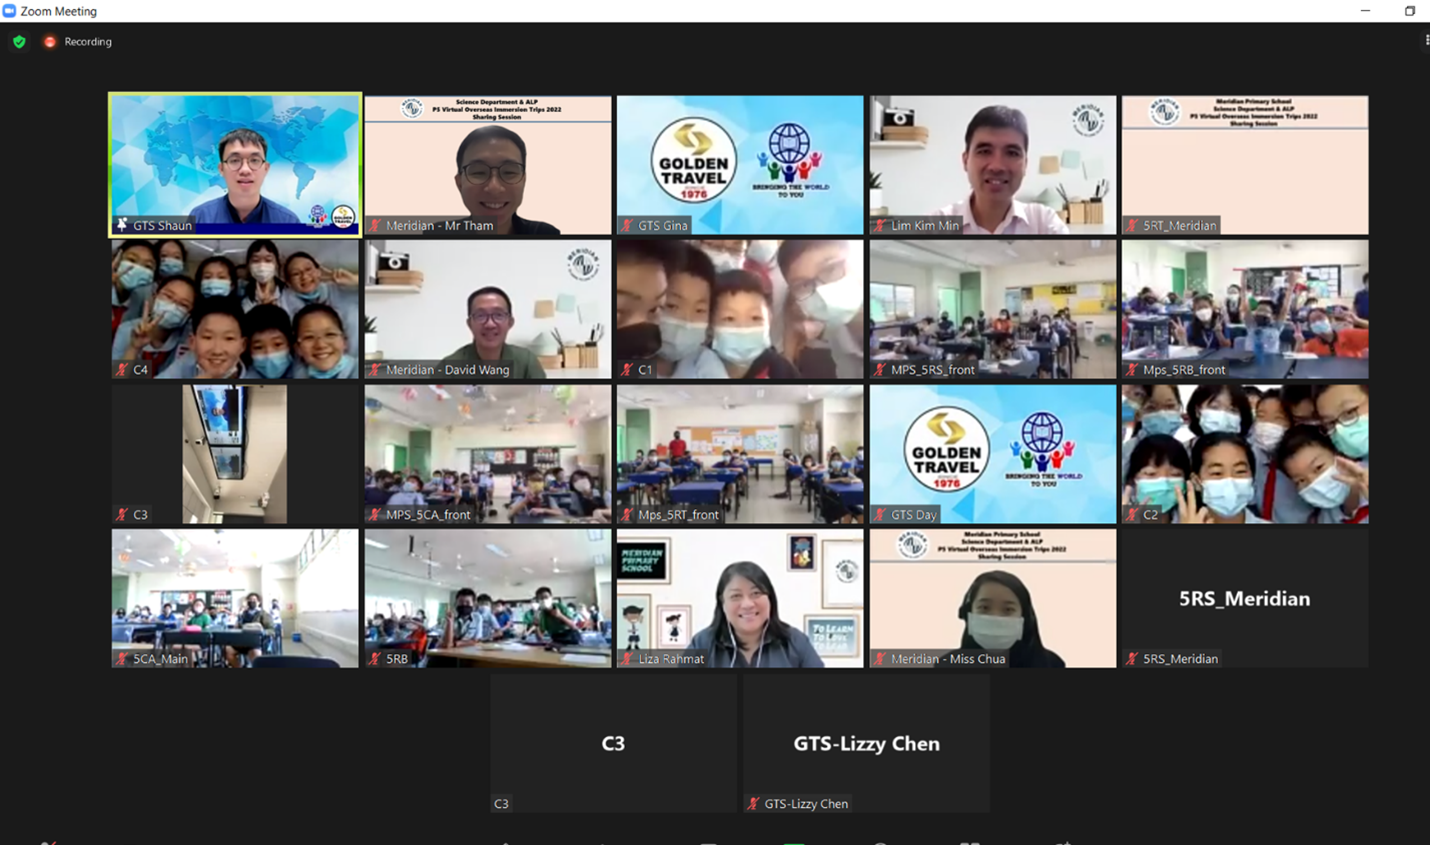 Zoom Meeting
Recording
GTS Shaun
Science Department & ALP
P5 Virtual Overseas Immersion Trips 2022
Sharing Session
Meridian - Mr Tham
GOLDEN
TRAVEL
1976
BRINGING THE WORLD
TO YOU
GTS Gina
MERIDIAN
Lim Kim Min
Meridian Primary School
Science Department & ALP
P5 Virtual Overseas Immersion Trips 2022
Sharing Session
5RT_Meridian
C4
MERIDIAN
Meridian - David Wang
C1
MPS_5RS_front
Mps_5RB_front
C3
MPS_5CA_front
Mps_5RT_front
GOLDEN
TRAVEL
1976
BRINGING THE WORLD
TO YOU
GTS Day
C2
5CA_Main
5RB
MERIDIAN
PRIMARY
SCHOOL
TO LEARN
TO LOVE
Liza Rahmat
Meridian Primary School
Science Department & ALP
P5 Virtual Overseas Immersion Trips 2022
Sharing Session
Meridian - Miss Chua
5RS_Meridian
5RS_Meridian
C3
C3
GTS-Lizzy Chen
GTS-Lizzy Chen